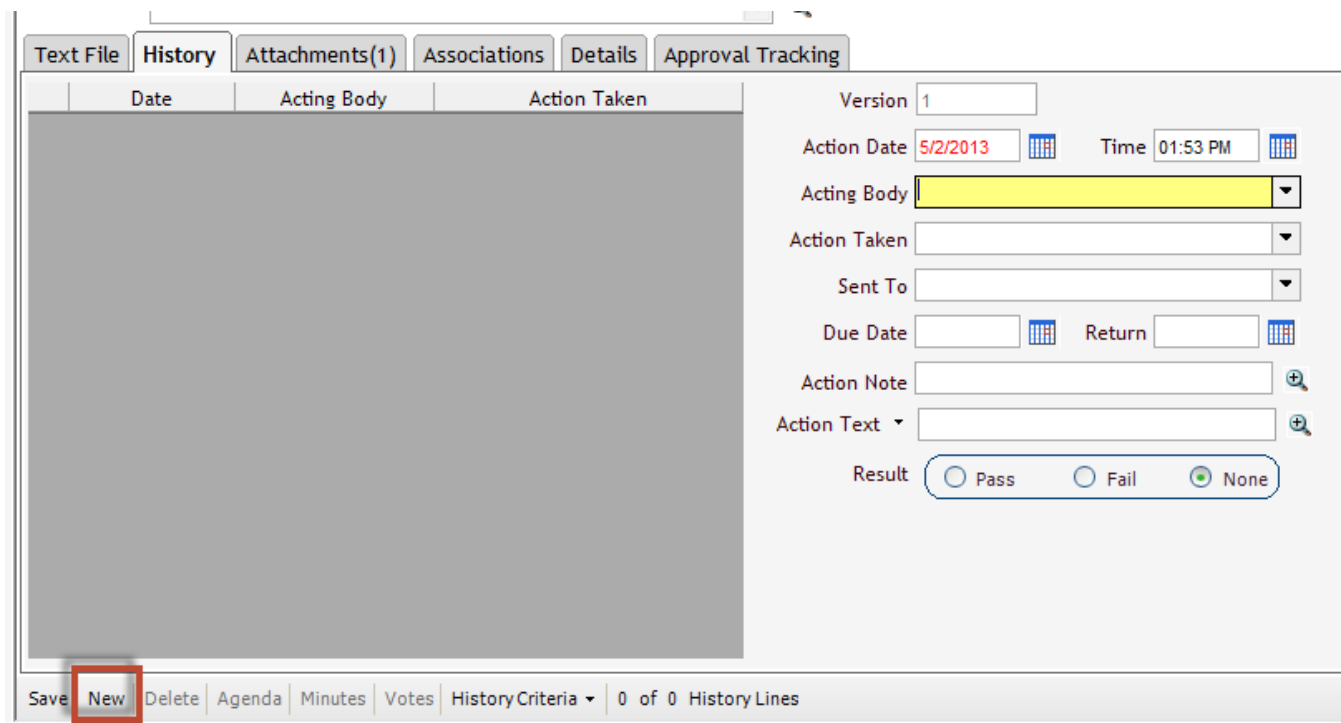 Text File History Attachments(1) Associations Details Approval Tracking
Date Acting Body Action Taken
Version 1
Action Date 5/2/2013 Time 01:53 PM
Acting Body
Action Taken
Sent To
Due Date Return
Action Note
Action Text
Result Pass Fail None
Save New Delete Agenda Minutes Votes History Criteria 0 of 0 History Lines